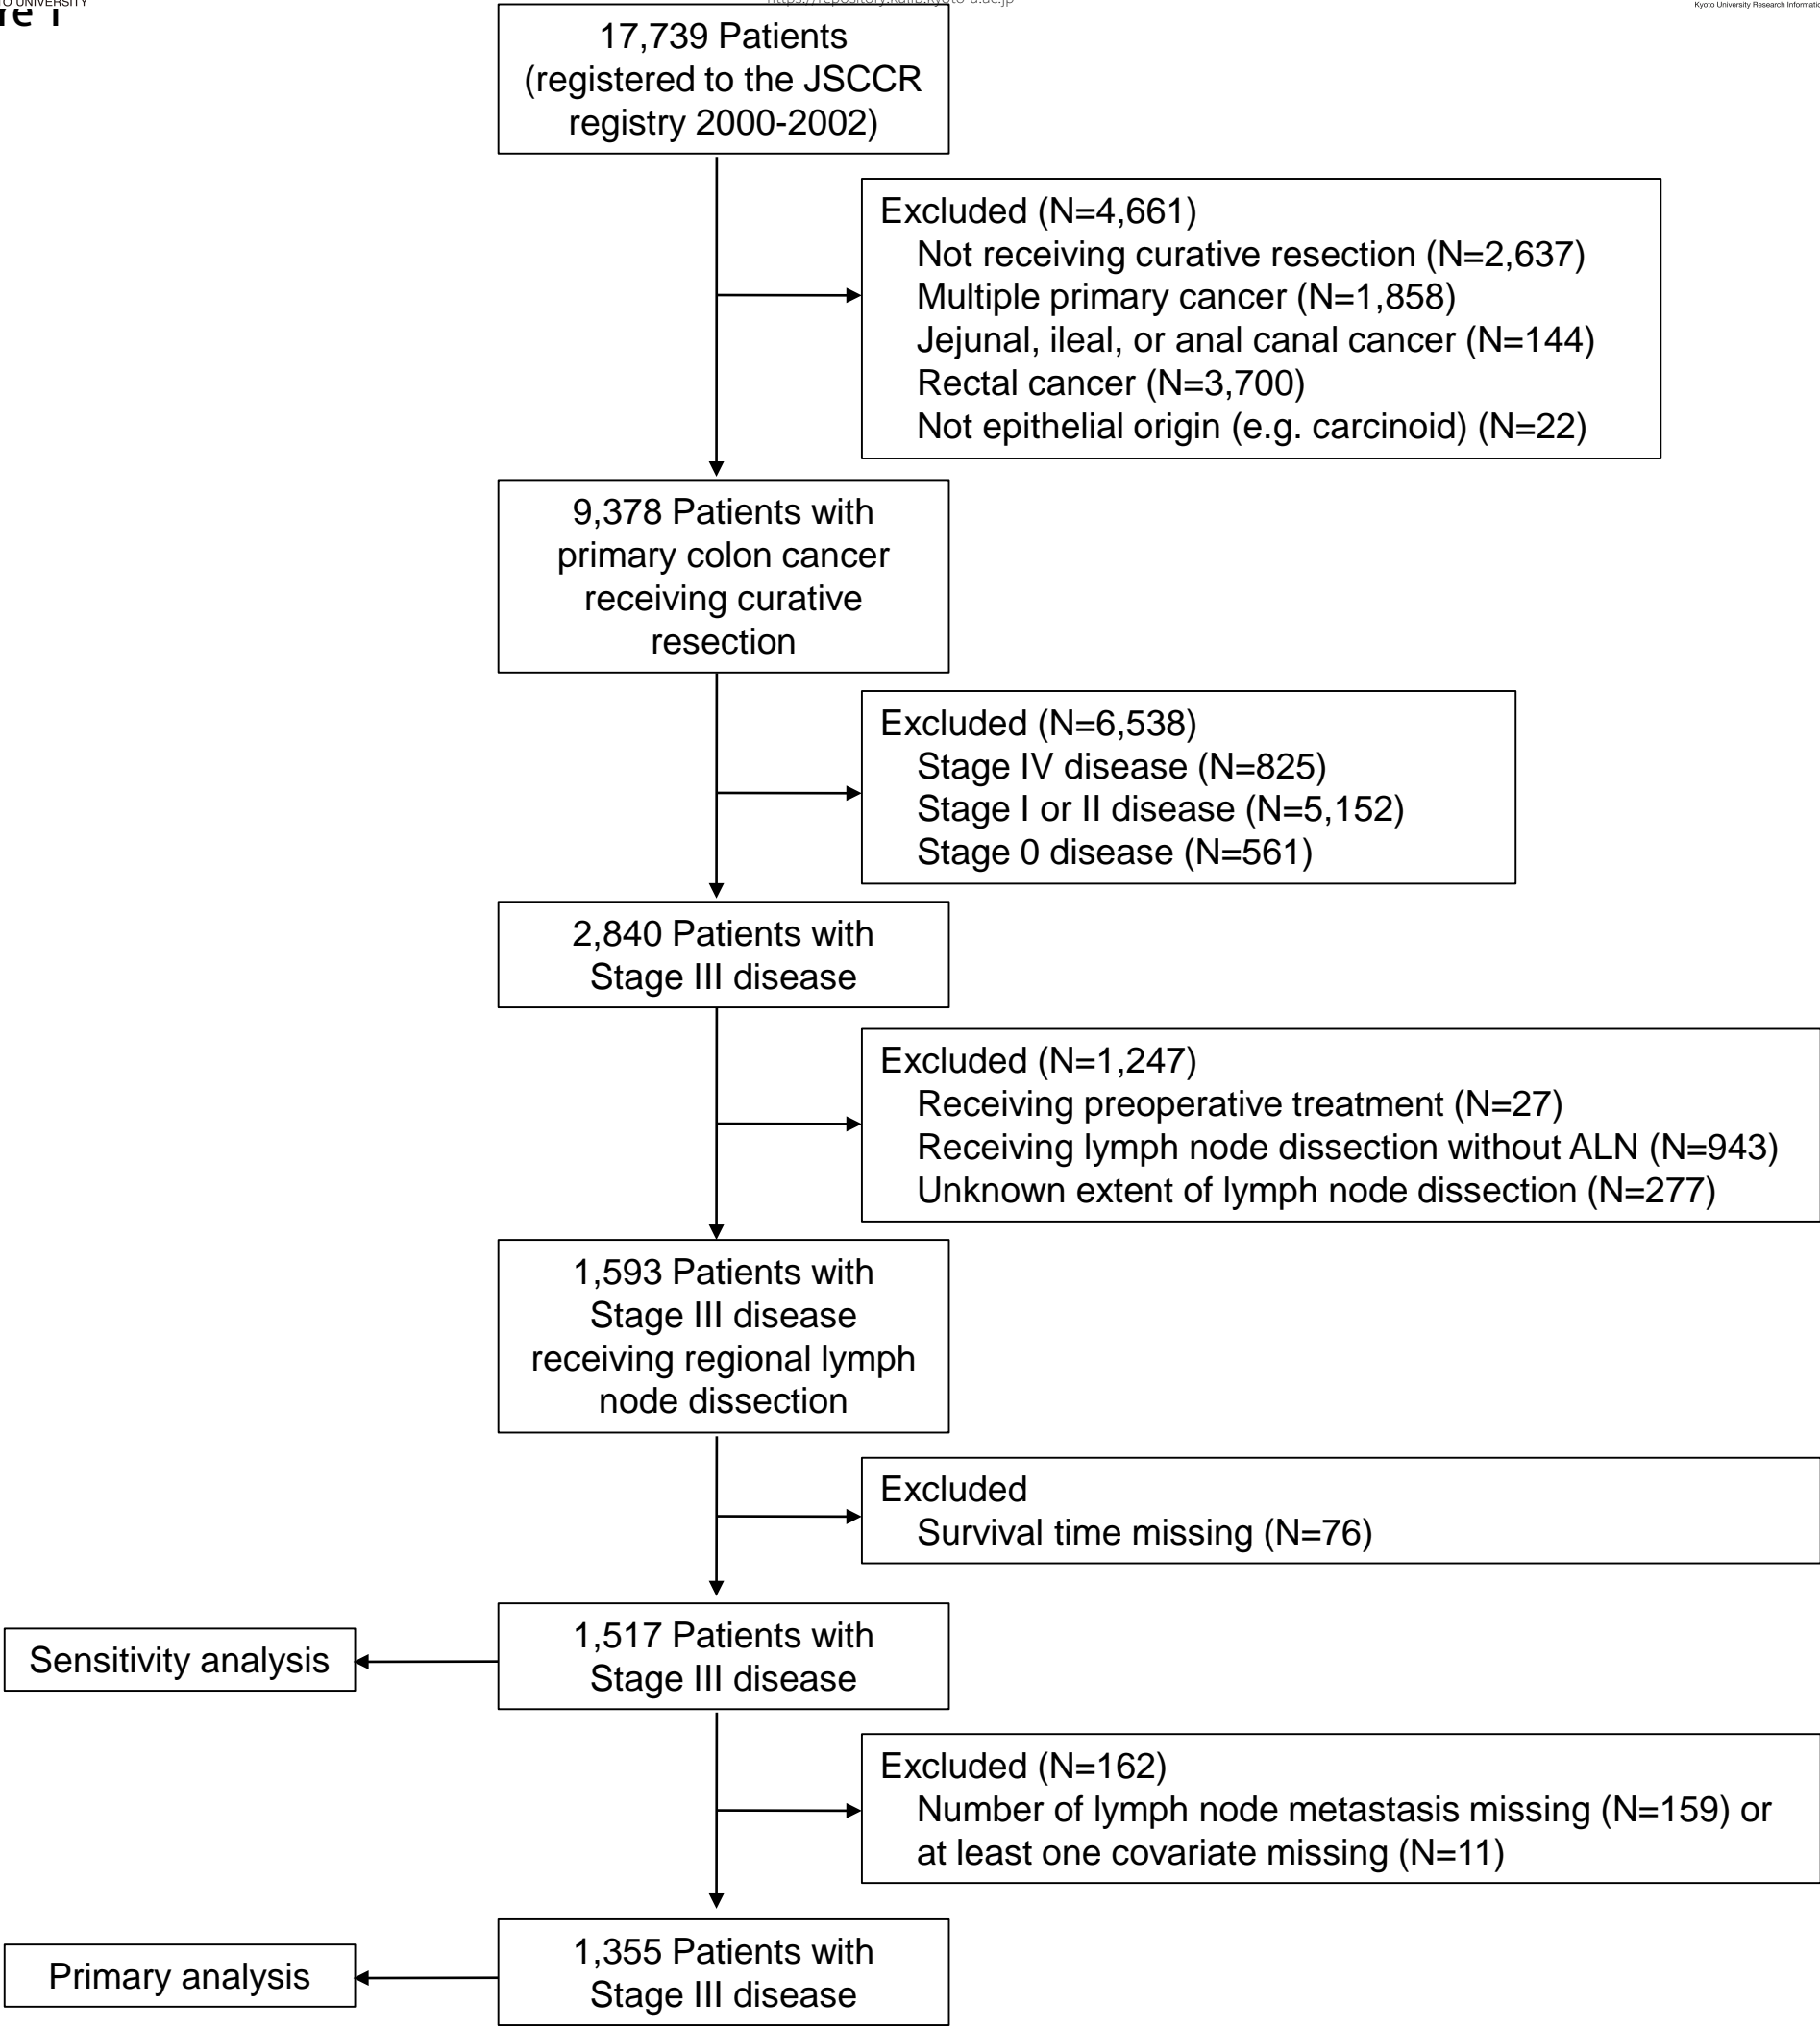 17,739 Patients
(registered to the JSCCR
registry 2000-2002)
Excluded (N=4,661)
Not receiving curative resection (N=2,637)
Multiple primary cancer (N=1,858)
Jejunal, ileal, or anal canal cancer (N=144)
Rectal cancer (N=3,700)
Not epithelial origin (e.g. carcinoid) (N=22)
9,378 Patients with
primary colon cancer
receiving curative
resection
Excluded (N=6,538)
Stage IV disease (N=825)
Stage I or II disease (N=5,152)
Stage 0 disease (N=561)
2,840 Patients with
Stage III disease
Excluded (N=1,247)
Receiving preoperative treatment (N=27)
Receiving lymph node dissection without ALN (N=943)
Unknown extent of lymph node dissection (N=277)
1,593 Patients with
Stage III disease
receiving regional lymph
node dissection
Excluded
Survival time missing (N=76)
1,517 Patients with
Stage III disease
Sensitivity analysis
Excluded (N=162)
Number of lymph node metastasis missing (N=159) or
at least one covariate missing (N=11)
1,355 Patients with
Stage III disease
Primary analysis